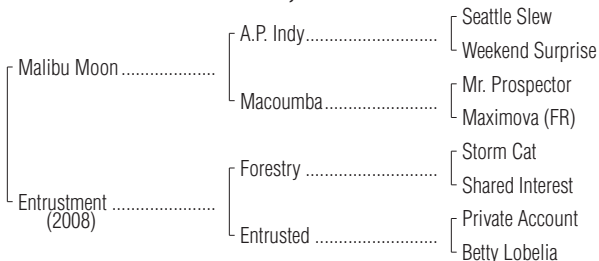 Seattle Slew
A.P. Indy
Weekend Surprise
Malibu Moon
Mr. Prospector
Macoumba
Maximova (FR)
Storm Cat
Forestry
Shared Interest
Entrustment
(2008)
Private Account
Entrusted
Betty Lobelia